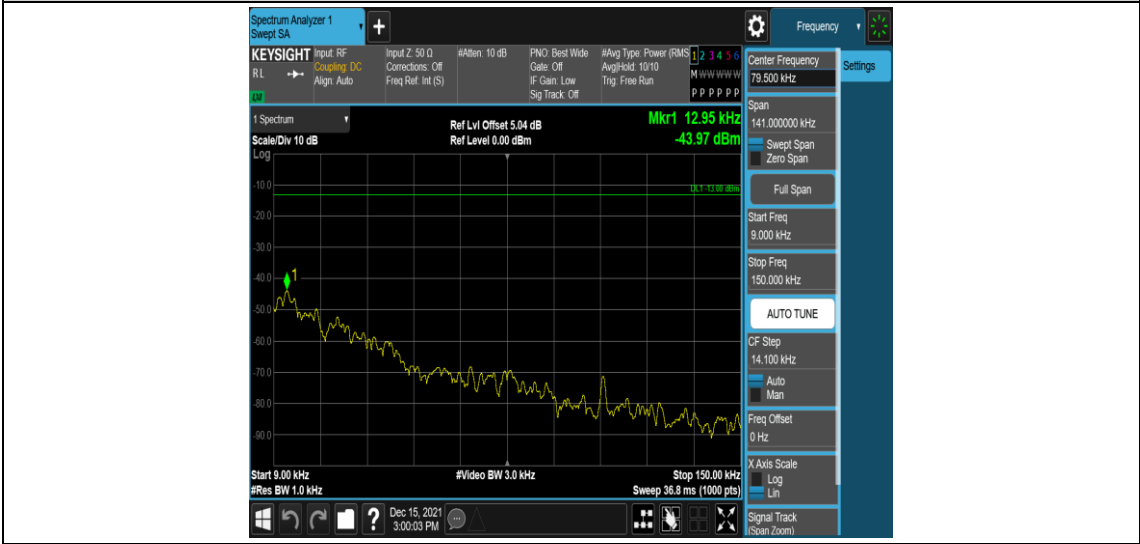 Spectrum Analyzer 1
Swept SA
+
Frequency
KEYSIGHT
R L
Input: RF
Coupling: DC
Align: Auto
Input Z: 50 Ω
Corrections: Off
Freq Ref: Int (S)
#Atten: 10 dB
PNO: Best Wide
Gate: Off
IF Gain: Low
Sig Track: Off
#Avg Type: Power (RMS
Avg|Hold: 10/10
Trig: Free Run
1 2 3 4 5 6
M W W W W W
P P P P P P
1 Spectrum
Scale/Div 10 dB
Log
Ref Lvl Offset 5.04 dB
Ref Level 0.00 dBm
Mkr1 12.95 kHz
-43.97 dBm
DL1 -13.00 dBm
-10.0
-20.0
-30.0
-40.0
-50.0
-60.0
-70.0
-80.0
-90.0
1
Start 9.00 kHz
#Res BW 1.0 kHz
#Video BW 3.0 kHz
Stop 150.00 kHz
Sweep 36.8 ms (1000 pts)
?
Dec 15, 2021
3:00:03 PM
Center Frequency
79.500 kHz
Settings
Span
141.000000 kHz
Swept Span
Zero Span
Full Span
Start Freq
9.000 kHz
Stop Freq
150.000 kHz
AUTO TUNE
CF Step
14.100 kHz
Auto
Man
Freq Offset
0 Hz
X Axis Scale
Log
Lin
Signal Track
(Span Zoom)